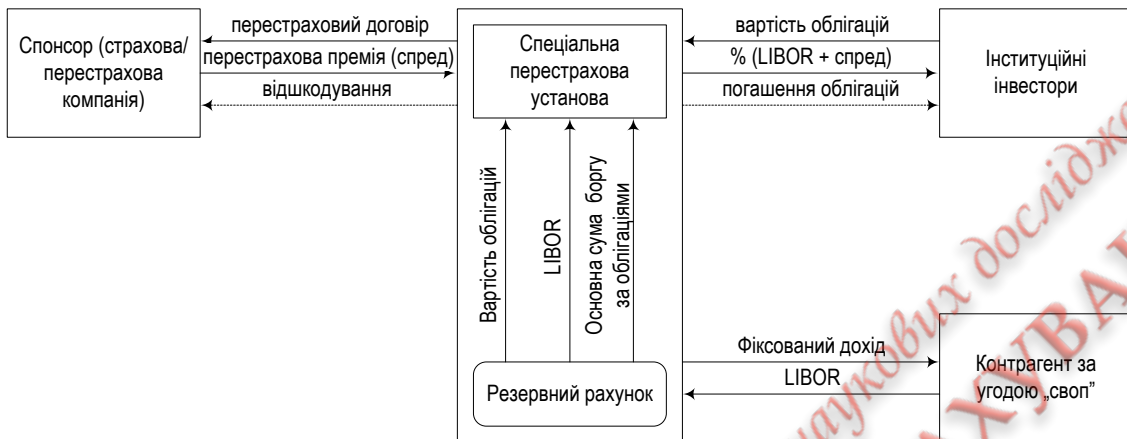 Спонсор (страхова/
перестрахова
компанія)
перестраховий договір
перестрахова премія (спред)
відшкодування
Спеціальна
перестрахова
установа
вартість облігацій
% (LIBOR + спред)
погашення облігацій
Інституційні
інвестори
Вартість облігацій
LIBOR
Основна сума боргу
за облігаціями
Резервний рахунок
Фіксований дохід
LIBOR
Контрагент за
угодою „своп”
наукових